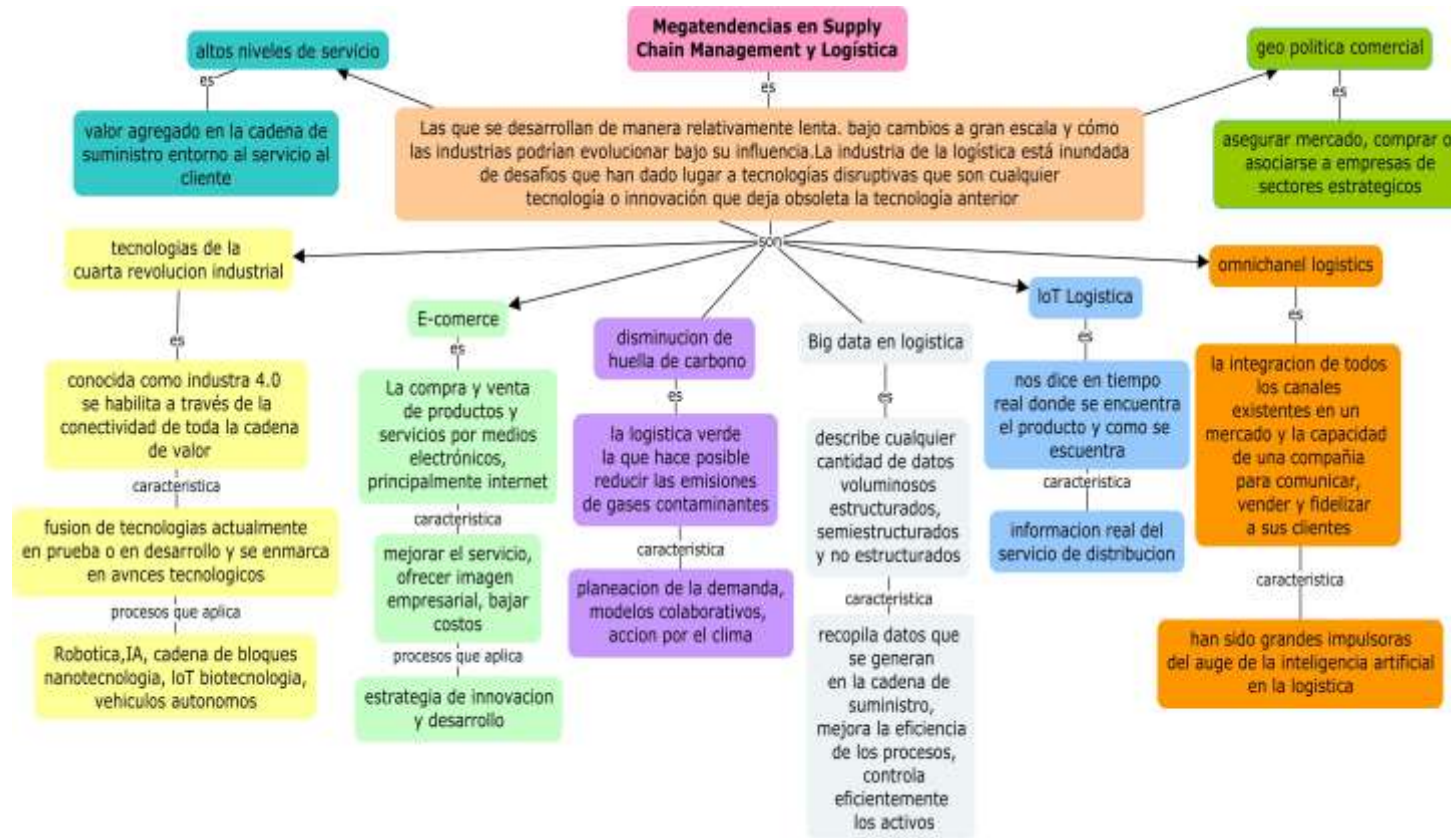 Megatendencias en Supply
Chain Management y Logística
es
altos niveles de servicio
es
valor agregado en la cadena de
suministro entorno al servicio al
cliente
geo politica comercial
es
asegurar mercado, comprar o
asociarse a empresas de
sectores estrategicos
Las que se desarrollan de manera relativamente lenta. bajo cambios a gran escala y cómo
las industrias podrían evolucionar bajo su influencia.La industria de la logística está inundada
de desafíos que han dado lugar a tecnologías disruptivas que son cualquier
tecnología o innovación que deja obsoleta la tecnología anterior
son
tecnologias de la
cuarta revolucion industrial
es
conocida como industra 4.0
se habilita a través de la
conectividad de toda la cadena
de valor
caracteristica
fusion de tecnologias actualmente
en prueba o en desarrollo y se enmarca
en avnces tecnologicos
procesos que aplica
Robotica,IA, cadena de bloques
nanotecnologia, IoT biotecnologia,
vehiculos autonomos
E-comerce
es
La compra y venta
de productos y
servicios por medios
electrónicos,
principalmente internet
caracteristica
mejorar el servicio,
ofrecer imagen
empresarial, bajar
costos
procesos que aplica
estrategia de innovacion
y desarrollo
disminucion de
huella de carbono
es
la logistica verde
la que hace posible
reducir las emisiones
de gases contaminantes
caracteristica
planeacion de la demanda,
modelos colaborativos,
accion por el clima
Big data en logistica
es
describe cualquier
cantidad de datos
voluminosos
estructurados,
semiestructurados
y no estructurados
caracteristica
recopila datos que
se generan
en la cadena de
suministro,
mejora la eficiencia
de los procesos,
controla
eficientemente
los activos
IoT Logistica
es
nos dice en tiempo
real donde se encuentra
el producto y como se
escuentra
caracteristica
informacion real del
servicio de distribucion
omnichanel logistics
es
la integracion de todos
los canales
existentes en un
mercado y la capacidad
de una compañia
para comunicar,
vender y fidelizar
a sus clientes
caracteristica
han sido grandes impulsoras
del auge de la inteligencia artificial
en la logistica